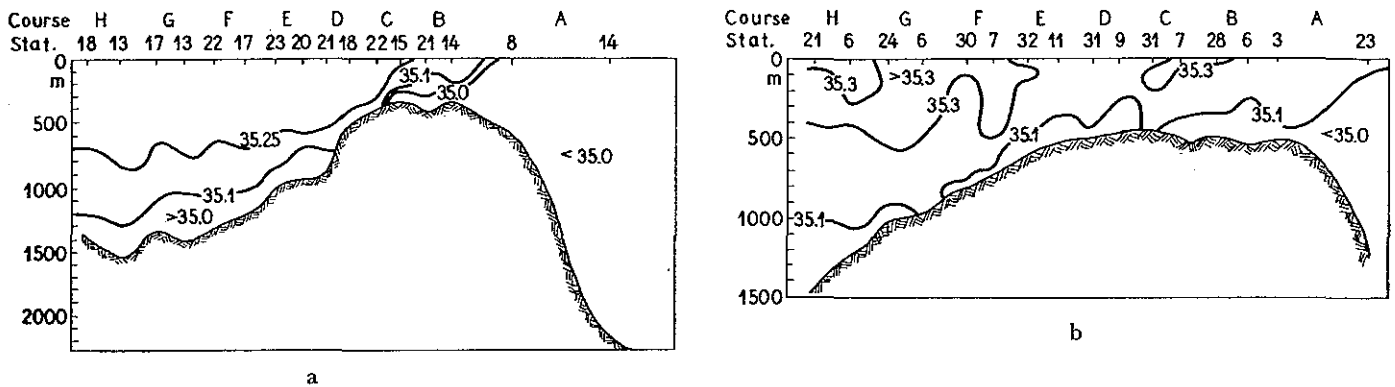 Course H G F E D C B A
Stat. 18 13 17 13 22 17 23 20 21 18 22 15 21 14 8 14
0
m
500
1000
1500
2000
35.1
35.0
35.25
< 35.0
35.1
>35.0
a
Course H G F E D C B A
Stat. 21 6 24 6 30 7 32 11 31 9 31 7 28 6 3 23
0
m
500
1000
1500
35.3
>35.3
35.3
35.3
35.1
35.1
<35.0
35.1
b